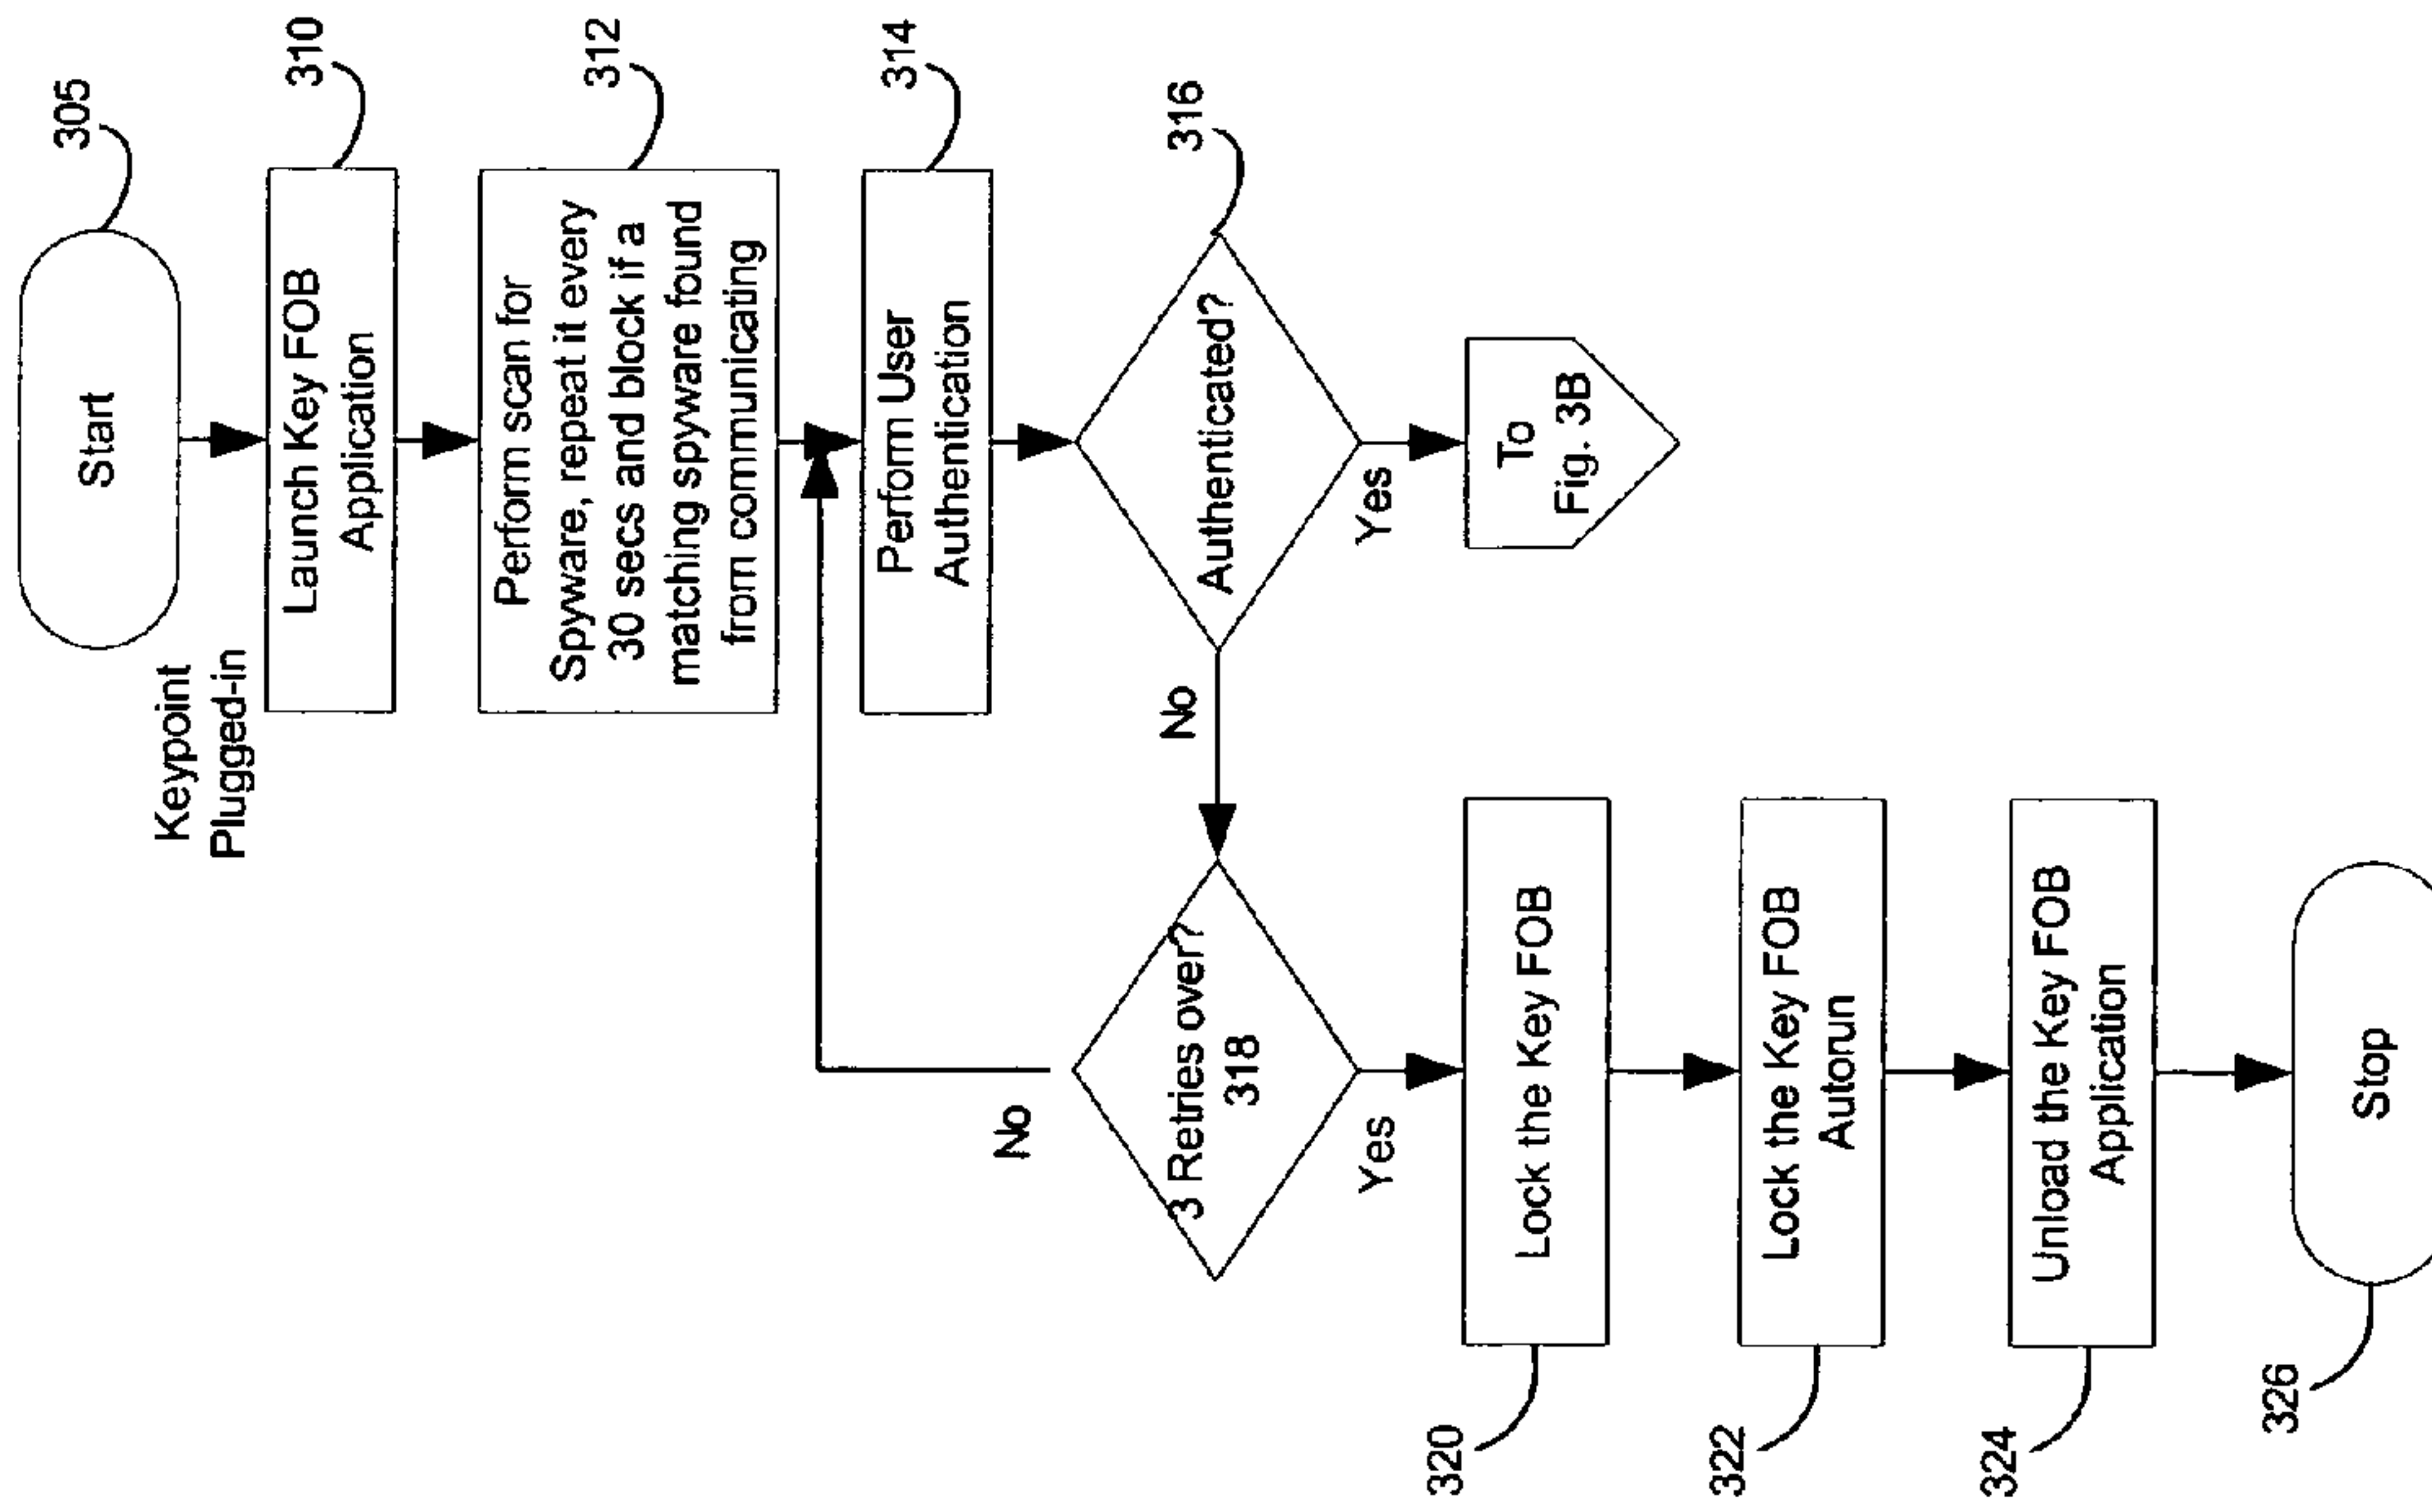 305
Start
Keypoint
Plugged-in
310
Launch Key FOB
Application
312
Perform scan for
Spyware, repeat it every
30 secs and block if a
matching spyware found
from communicating
314
Perform User
Authentication
316
Authenticated?
No
Yes
To
Fig. 3B
3 Retries over?
318
No
Yes
320
Lock the Key FOB
322
Lock the Key FOB
Autorun
324
Unload the Key FOB
Application
326
Stop